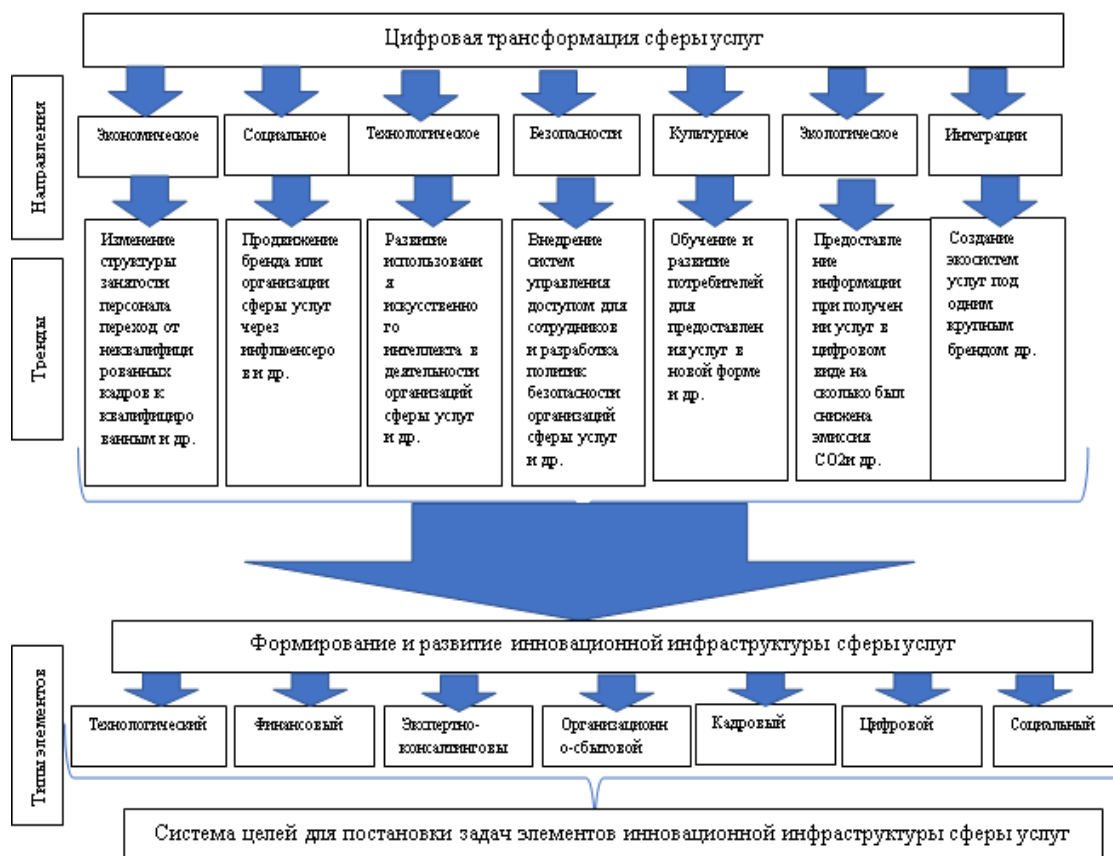 Цифровая трансформация сферы услуг
Направления
Экономическое
Социальное
Технологическое
Безопасности
Культурное
Экологическое
Интеграции
Тренды
Изменение
структуры
занятости
персонала
переход от
неквалифици
рованных
кадров к
квалифициро
ванным и др.
Продвижение
бренда или
организации
сферы услуг
через
инфлюенсеро
в и др.
Развитие
использовани
я
искусственно
го
интеллекта в
деятельности
организаций
сферы услуг
и др.
Внедрение
систем
управления
доступом для
сотрудников
и разработка
политик
безопасности
организаций
сферы услуг
и др.
Обучение и
развитие
потребителей
для
предоставлен
ия услуг в
новой форме
и др.
Предоставле
ние
информации
при получен
ии услуг в
цифровом
виде на
сколько был
снижена
эмиссия
CO2и др.
Создание
экосистем
услуг под
одним
крупным
брендом др.
Формирование и развитие инновационной инфраструктуры сферы услуг
Типы элементов
Технологический
Финансовый
Экспертно-
консалтинговы
Организационн
о-сбытовой
Кадровый
Цифровой
Социальный
Система целей для постановки задач элементов инновационной инфраструктуры сферы услуг